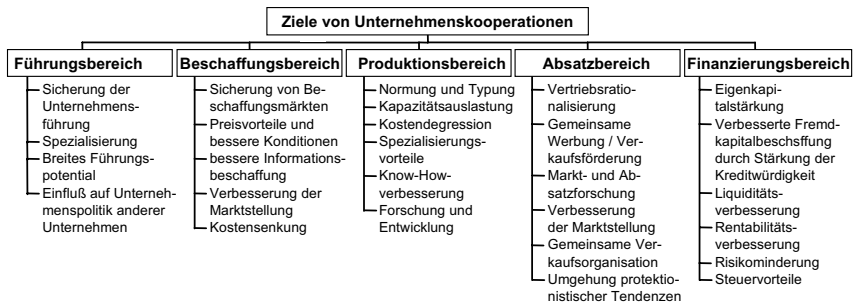 Ziele von Unternehmenskooperationen
Führungsbereich
Sicherung der
Unternehmens-
führung
Spezialisierung
Breites Führungs-
potential
Einfluß auf Unterneh-
menspolitik anderer
Unternehmen
Beschaffungsbereich
Sicherung von Be-
schaffungsmärkten
Preisvorteile und
bessere Konditionen
bessere Informations-
beschaffung
Verbesserung der
Marktstellung
Kostensenkung
Produktionsbereich
Normung und Typung
Kapazitätsauslastung
Kostendegression
Spezialisierungs-
vorteile
Know-How-
verbesserung
Forschung und
Entwicklung
Absatzbereich
Vertriebsratio-
nalisierung
Gemeinsame
Werbung / Ver-
kaufsförderung
Markt- und Ab-
satzforschung
Verbesserung
der Marktstellung
Gemeinsame Ver-
kaufsorganisation
Umgehung protektio-
nistischer Tendenzen
Finanzierungsbereich
Eigenkapi-
talstärkung
Verbesserte Fremd-
kapitalbeschsffung
durch Stärkung der
Kreditwürdigkeit
Liquiditäts-
verbesserung
Rentabilitäts-
verbesserung
Risikominderung
Steuervorteile